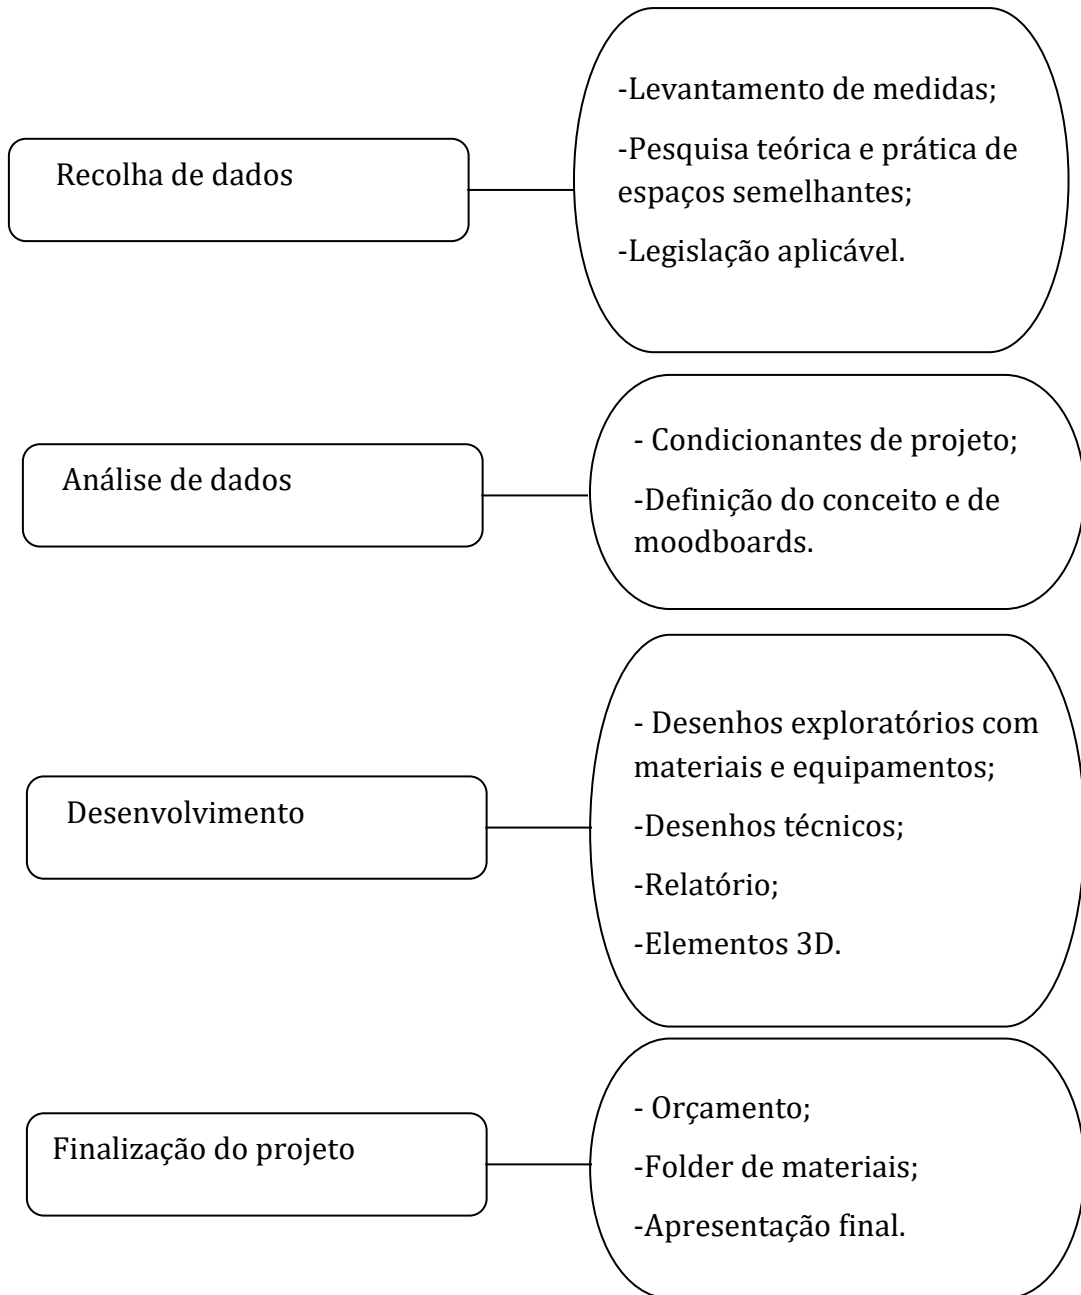 Recolha de dados
-Levantamento de medidas;
-Pesquisa teórica e prática de
espaços semelhantes;
-Legislação aplicável.
Análise de dados
- Condicionantes de projeto;
-Definição do conceito e de
moodboards.
Desenvolvimento
- Desenhos exploratórios com
materiais e equipamentos;
-Desenhos técnicos;
-Relatório;
-Elementos 3D.
Finalização do projeto
- Orçamento;
-Folder de materiais;
-Apresentação final.